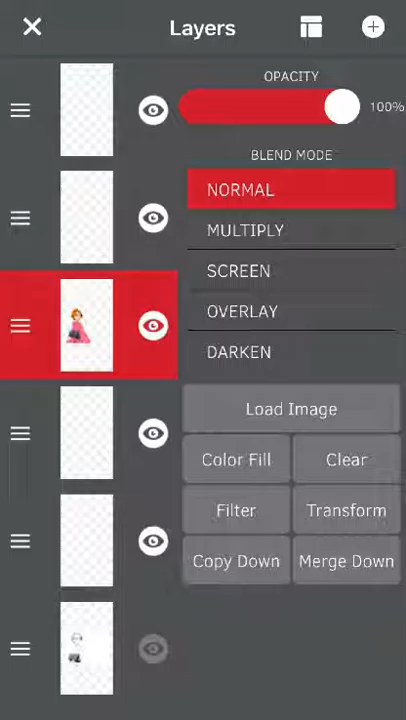 Layers
OPACITY
100%
BLEND MODE
NORMAL
MULTIPLY
SCREEN
OVERLAY
DARKEN
Load Image
Color Fill
Clear
Filter
Transform
Copy Down
Merge Down